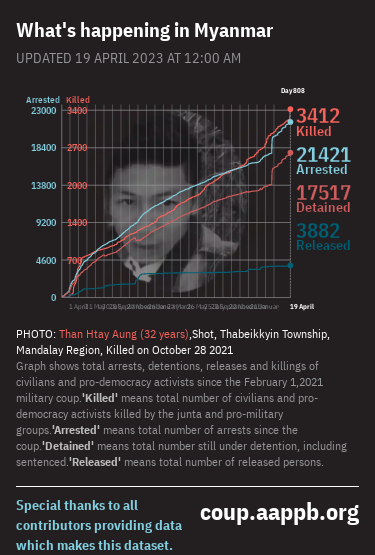 What's happening in Myanmar
UPDATED 19 APRIL 2023 AT 12:00 AM
Day808
Arrested Killed
23000 3400
18400 2700
13800 2000
9200 1400
4600 700
0
19 April
3412
Killed
21421
Arrested
17517
Detained
3882
Released
PHOTO: Than Htay Aung (32 years),Shot, Thabeikkyin Township,
Mandalay Region, Killed on October 28 2021
Graph shows total arrests, detentions, releases and killings of
civilians and pro-democracy activists since the February 1,2021
military coup.'Killed' means total number of civilians and pro-
democracy activists killed by the junta and pro-military
groups.'Arrested' means total number of arrests since the
coup.'Detained' means total number still under detention, including
sentenced.'Released' means total number of released persons.
Special thanks to all
contributors providing data
which makes this dataset.
coup.aappb.org